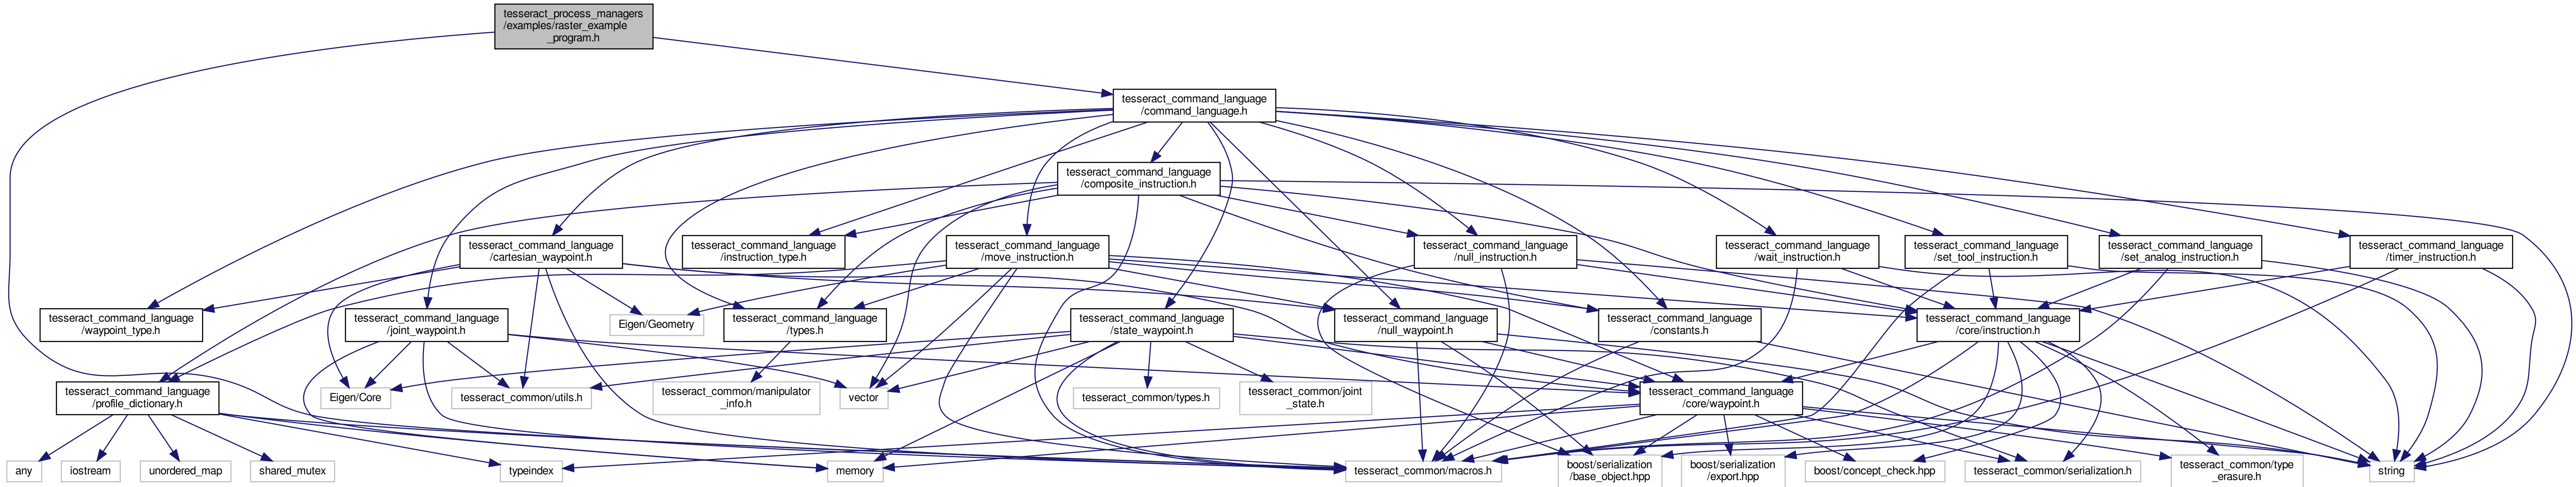 tesseract_process_managers
/examples/raster_example
_program.h
tesseract_command_language
/command_language.h
tesseract_command_language
/composite_instruction.h
tesseract_command_language
/cartesian_waypoint.h
tesseract_command_language
/instruction_type.h
tesseract_command_language
/move_instruction.h
tesseract_command_language
/null_instruction.h
tesseract_command_language
/wait_instruction.h
tesseract_command_language
/set_tool_instruction.h
tesseract_command_language
/set_analog_instruction.h
tesseract_command_language
/timer_instruction.h
tesseract_command_language
/waypoint_type.h
tesseract_command_language
/joint_waypoint.h
Eigen/Geometry
tesseract_command_language
/types.h
tesseract_command_language
/state_waypoint.h
tesseract_command_language
/null_waypoint.h
tesseract_command_language
/constants.h
tesseract_command_language
/core/instruction.h
tesseract_command_language
/profile_dictionary.h
Eigen/Core
tesseract_common/utils.h
tesseract_common/manipulator
_info.h
vector
tesseract_common/types.h
tesseract_common/joint
_state.h
tesseract_command_language
/core/waypoint.h
any
iostream
unordered_map
shared_mutex
typeindex
memory
tesseract_common/macros.h
boost/serialization
/base_object.hpp
boost/serialization
/export.hpp
boost/concept_check.hpp
tesseract_common/serialization.h
tesseract_common/type
_erasure.h
string